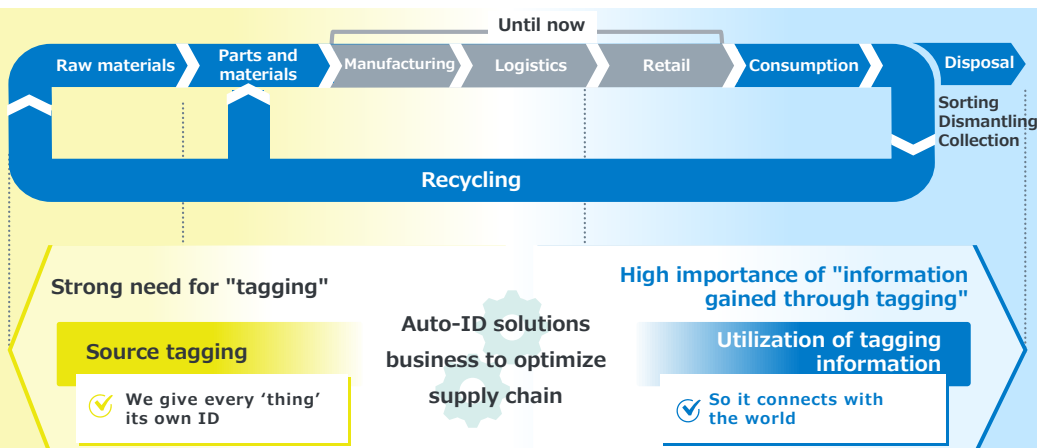 Until now
Raw materials
Parts and
materials
Manufacturing
Logistics
Retail
Consumption
Disposal
Sorting
Dismantling
Collection
Recycling
Strong need for "tagging"
Source tagging
We give every ‘thing’
its own ID
Auto-ID solutions
business to optimize
supply chain
High importance of "information
gained through tagging"
Utilization of tagging
information
So it connects with
the world